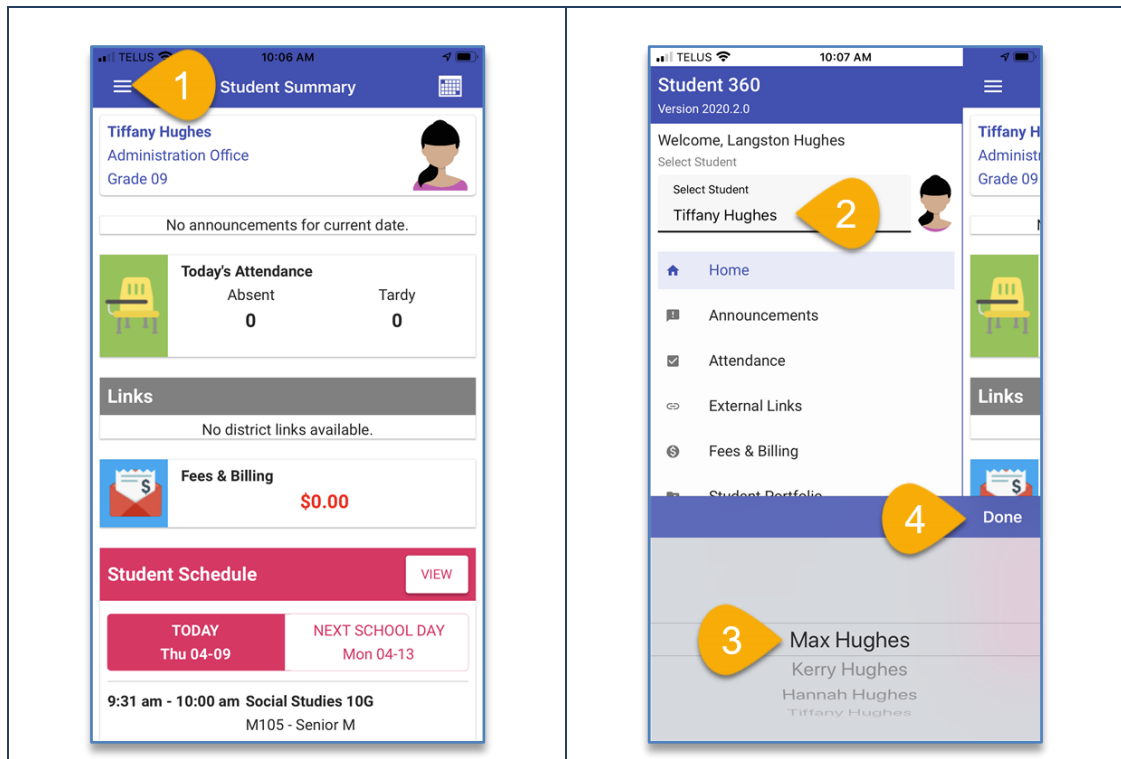 TELUS 10:06 AM
1
Student Summary
Tiffany Hughes
Administration Office
Grade 09
No announcements for current date.
Today's Attendance
Absent Tardy
0 0
Links
No district links available.
$
Fees & Billing
$0.00
Student Schedule VIEW
TODAY NEXT SCHOOL DAY
Thu 04-09 Mon 04-13
9:31 am - 10:00 am Social Studies 10G
M105 - Senior M
TELUS 10:07 AM
Student 360
Version 2020.2.0
Welcome, Langston Hughes
Select Student
Select Student
Tiffany Hughes
2
Home
Announcements
Attendance
External Links
Fees & Billing
Student Portfolio
Tiffany H
Administr
Grade 09
Links
$
4
Done
3
Max Hughes
Kerry Hughes
Hannah Hughes
Tiffany Hughes